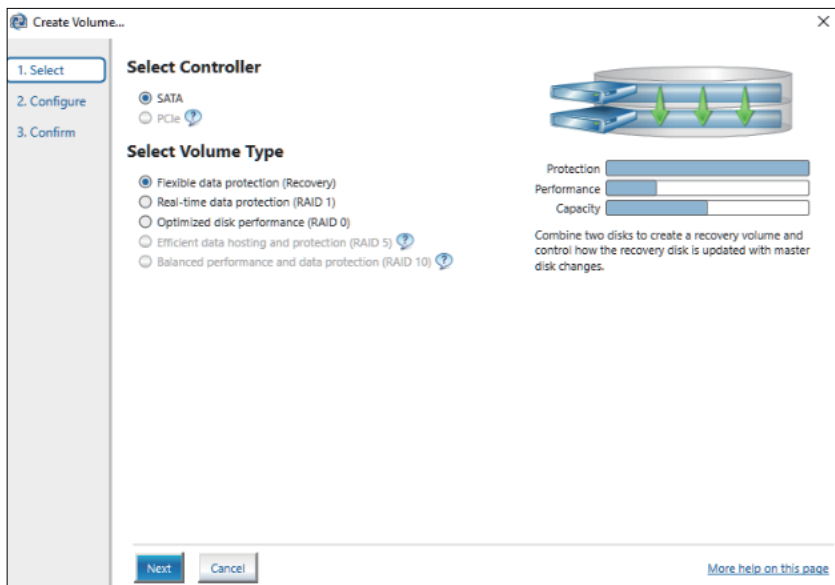 Create Volume...
1. Select
2. Configure
3. Confirm
Select Controller
SATA
PCIe
Select Volume Type
Flexible data protection (Recovery)
Real-time data protection (RAID 1)
Optimized disk performance (RAID 0)
Efficient data hosting and protection (RAID 5)
Balanced performance and data protection (RAID 10)
Protection
Performance
Capacity
Combine two disks to create a recovery volume and
control how the recovery disk is updated with master
disk changes.
Next
Cancel
More help on this page